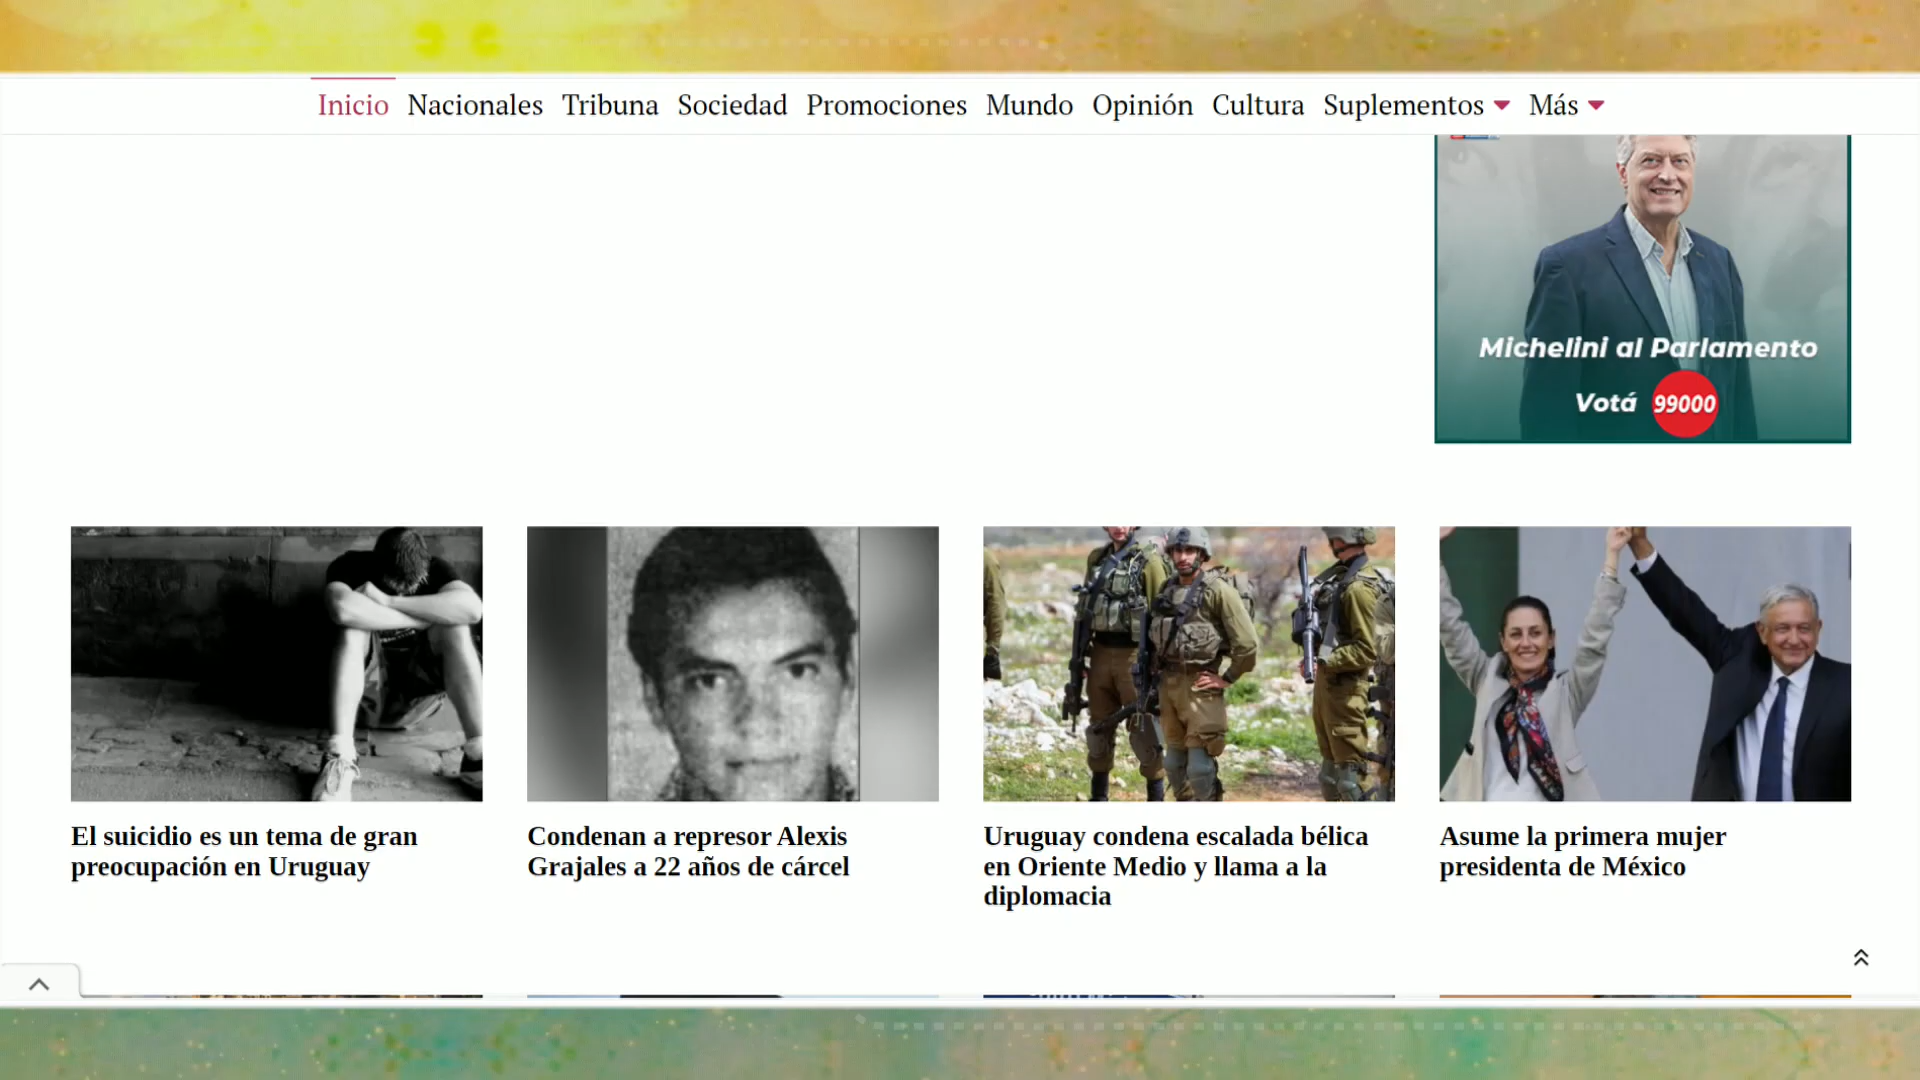 Inicio Nacionales Tribuna Sociedad Promociones Mundo Opinión Cultura Suplementos Más
Michelini al Parlamento
Votá 99000
El suicidio es un tema de gran
preocupación en Uruguay
Condenan a represor Alexis
Grajales a 22 años de cárcel
Uruguay condena escalada bélica
en Oriente Medio y llama a la
diplomacia
Asume la primera mujer
presidenta de México